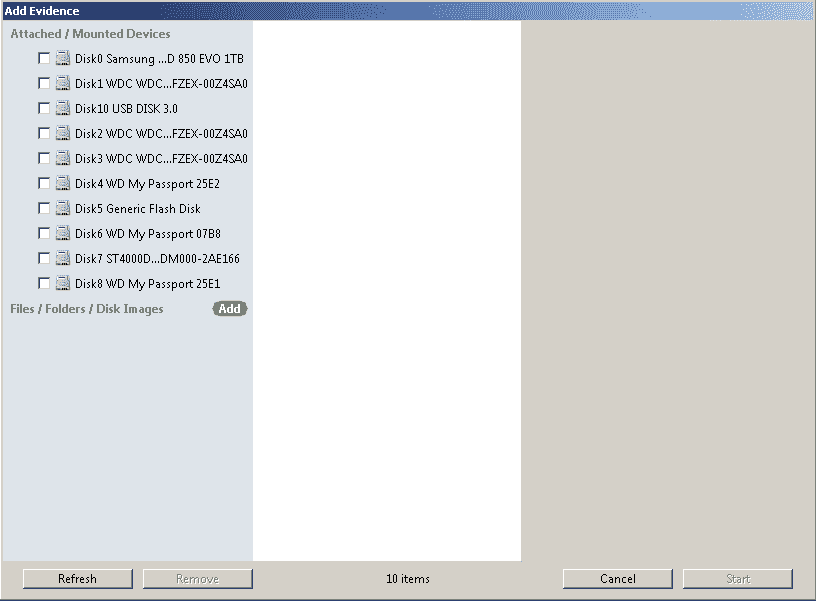 Add Evidence
Attached / Mounted Devices
Disk0 Samsung ...D 850 EVO 1TB
Disk1 WDC WDC...FZEX-00Z4SA0
Disk10 USB DISK 3.0
Disk2 WDC WDC...FZEX-00Z4SA0
Disk3 WDC WDC...FZEX-00Z4SA0
Disk4 WD My Passport 25E2
Disk5 Generic Flash Disk
Disk6 WD My Passport 07B8
Disk7 ST4000D...DM000-2AE166
Disk8 WD My Passport 25E1
Files / Folders / Disk Images Add
Refresh Remove 10 items Cancel Start